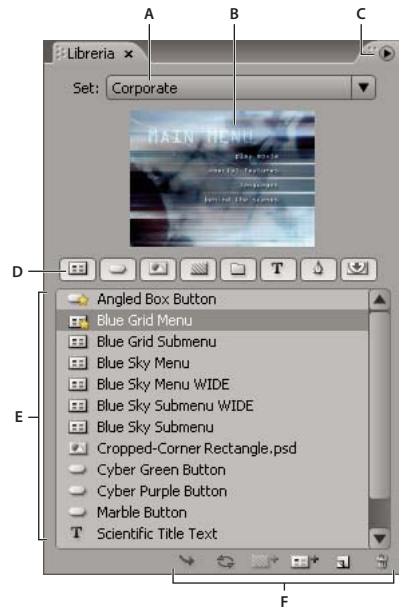 A B C
Libreria ×
Set: Corporate
MAIN MENU
play movie
special features
languages
behind the scenes
D
T
E
Angled Box Button
Blue Grid Menu
Blue Grid Submenu
Blue Sky Menu
Blue Sky Menu WIDE
Blue Sky Submenu WIDE
Blue Sky Submenu
Cropped-Corner Rectangle.psd
Cyber Green Button
Cyber Purple Button
Marble Button
T Scientific Title Text
F